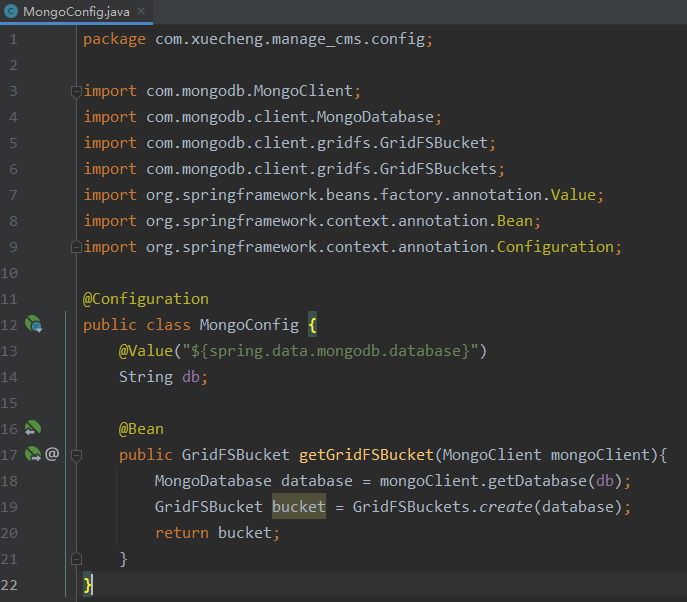 MongoConfig.java
1 package com.xuecheng.manage_cms.config;
2
3 import com.mongodb.MongoClient;
4 import com.mongodb.client.MongoDatabase;
5 import com.mongodb.client.gridfs.GridFSBucket;
6 import com.mongodb.client.gridfs.GridFSBuckets;
7 import org.springframework.beans.factory.annotation.Value;
8 import org.springframework.context.annotation.Bean;
9 import org.springframework.context.annotation.Configuration;
10
11 @Configuration
12 public class MongoConfig {
13     @Value("${spring.data.mongodb.database}")
14     String db;
15
16     @Bean
17 @ public GridFSBucket getGridFSBucket(MongoClient mongoClient){
18         MongoDatabase database = mongoClient.getDatabase(db);
19         GridFSBucket bucket = GridFSBuckets.create(database);
20         return bucket;
21     }
22 }